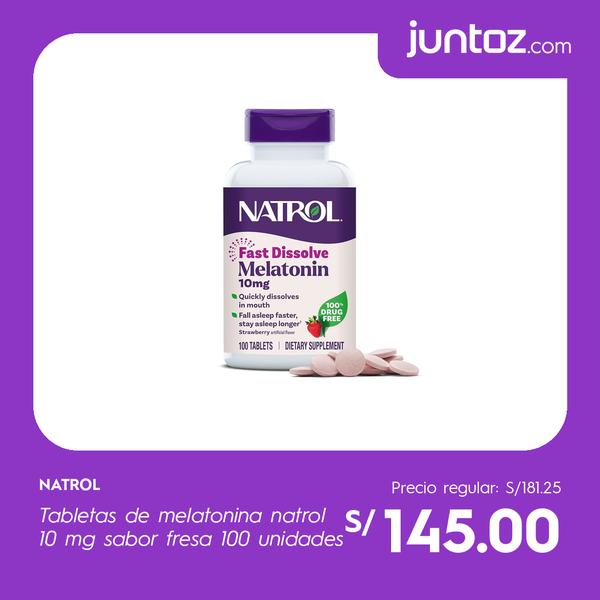 juntoz.com
NATROL
Fast Dissolve
Melatonin
10mg
Quickly dissolves
in mouth
Fall asleep faster,
stay asleep longer†
Strawberry artificial flavor
100%
DRUG
FREE
100 TABLETS | DIETARY SUPPLEMENT
NATROL
Precio regular: S/181.25
Tabletas de melatonina natrol
10 mg sabor fresa 100 unidades
S/ 145.00